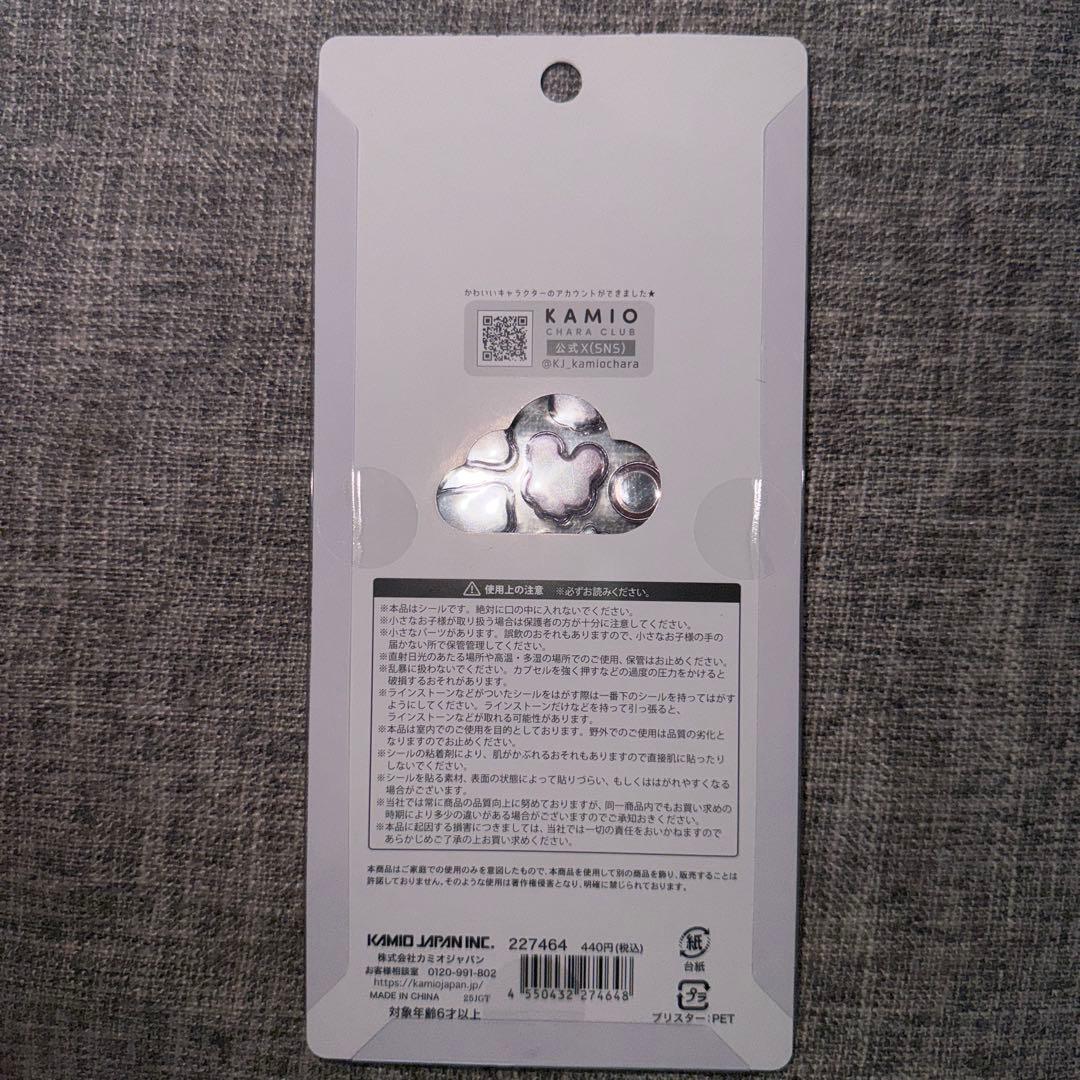 かわいいキャラクターのアカウントができました★
KAMIO
CHARA CLUB
公式X(SNS)
@KJ_kamiochara
使用上の注意 ※必ずお読みください。
※本品はシールです。絶対に口の中に入れないでください。
※小さなお子様が取り扱う場合は保護者の方が十分に注意してください。
※小さなパーツがあります。誤飲のおそれもありますので、小さなお子様の手の
届かない所で保管管理してください。
※直射日光のあたる場所や高温・多湿の場所でのご使用、保管はお止めください。
※乱暴に扱わないでください。カプセルを強く押すなどの過度の圧力をかけると
破損するおそれがあります。
※ラインストーンなどがついたシールをはがす際は一番下のシールを持ってはがす
ようにしてください。ラインストーンだけなどを持って引っ張ると、
ラインストーンなどが取れる可能性があります。
※本品は室内でのご使用を目的としております。野外でのご使用は品質の劣化と
なりますのでお止めください。
※シールの粘着剤により、肌がかぶれるおそれもありますので直接肌に貼ったり
しないでください。
※シールを貼る素材、表面の状態によって貼りづらい、もしくははがれやすくなる
場合がございます。
※当社では常に商品の品質向上に努めておりますが、同一商品内でもお買い求めの
時期により多少の違いがある場合がございますのでご承知おきください。
※本品に起因する損害につきましては、当社では一切の責任をおいかねますので
あらかじめご了承の上お買い求めください。
本商品はご家庭での使用のみを意図したもので、本商品を使用して別の商品を飾り、販売することは
許諾しておりません。そのような使用は著作権侵害となり、明確に禁じられております。
KAMIO JAPAN INC. 227464 440円(税込)
株式会社カミオジャパン
お客様相談室 0120-991-802
https://kamiojapan.jp/
MADE IN CHINA 25JGT
対象年齢6才以上
4 550432 274648
紙
台紙
プラ
ブリスター:PET